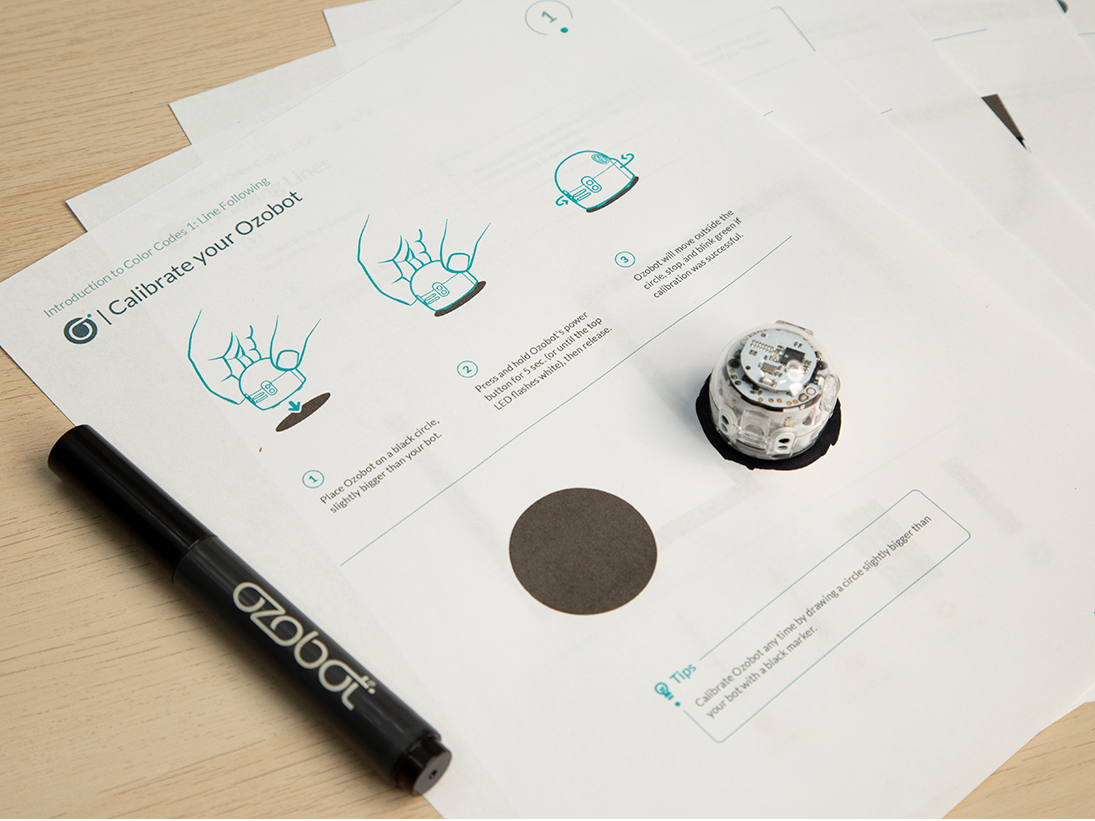 1
Introduction to Color Codes 1: Line Following
| Calibrate your Ozobot
1
Place Ozobot on a black circle,
slightly bigger than your bot.
2
Press and hold Ozobot's power
button for 5 sec. (or until the top
LED flashes white), then release.
3
Ozobot will move outside the
circle, stop, and blink green if
calibration was successful.
Tips
Calibrate Ozobot any time by drawing a circle slightly bigger than
your bot with a black marker.
ozobot
Lines